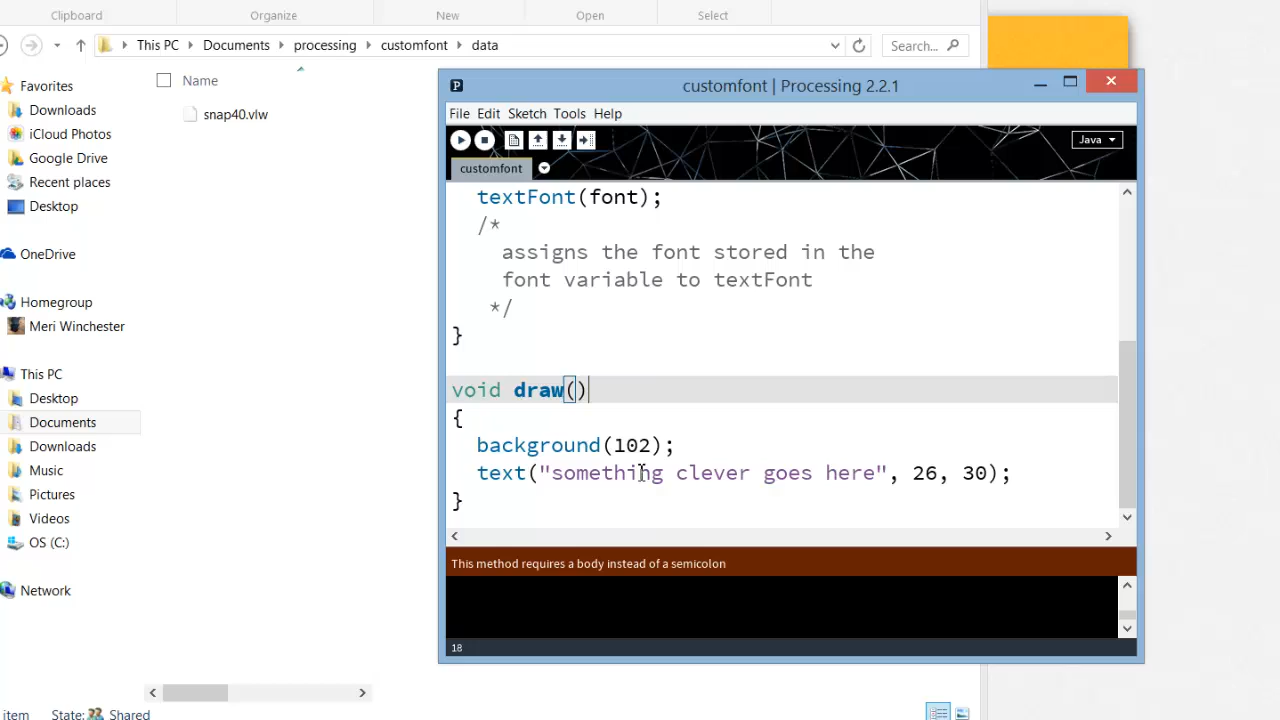 Clipboard
Organize
New
Open
Select
This PC
Documents
processing
customfont
data
Search...
Favorites
Downloads
iCloud Photos
Google Drive
Recent places
Desktop
OneDrive
Homegroup
Meri Winchester
This PC
Desktop
Documents
Downloads
Music
Pictures
Videos
OS (C:)
Network
Name
snap40.vlw
item State: Shared
customfont | Processing 2.2.1
File Edit Sketch Tools Help
Java
customfont
textFont(font);
/*
assigns the font stored in the
font variable to textFont
*/
}
void draw()
{
background(102);
text("something clever goes here", 26, 30);
}
This method requires a body instead of a semicolon
18